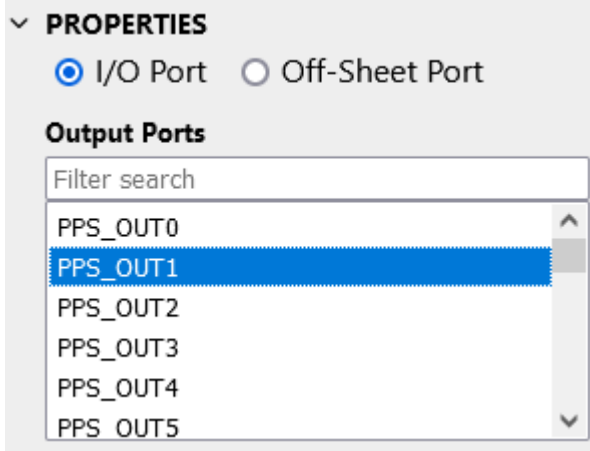 PROPERTIES
I/O Port Off-Sheet Port
Output Ports
Filter search
PPS_OUT0
PPS_OUT1
PPS_OUT2
PPS_OUT3
PPS_OUT4
PPS_OUT5